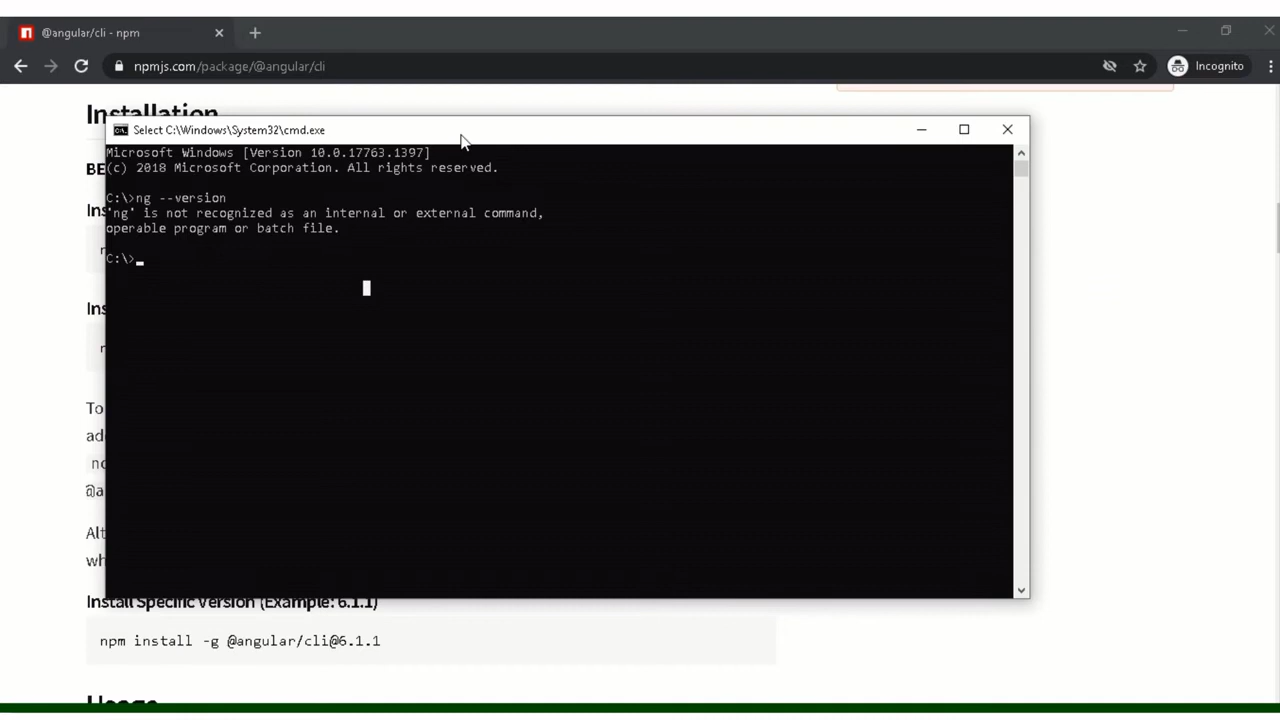 @angular/cli - npm
npmjs.com/package/@angular/cli
Incognito
Installation
Select C:\Windows\System32\cmd.exe
Microsoft Windows [Version 10.0.17763.1397]
(c) 2018 Microsoft Corporation. All rights reserved.
C:\>ng --version
'ng' is not recognized as an internal or external command,
operable program or batch file.
C:\>
To
Install Specific Version (Example: 6.1.1)
npm install -g @angular/cli@6.1.1
Usage